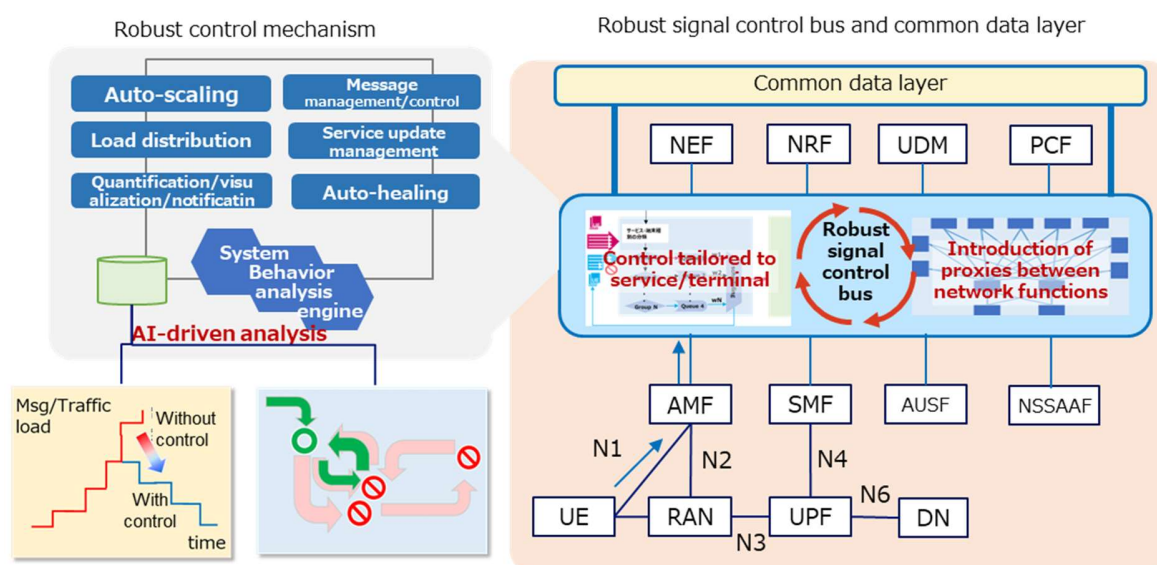 Robust control mechanism
Robust signal control bus and common data layer
Auto-scaling
Message
management/control
Load distribution
Service update
management
Quantification/visu
alization/notificatin
Auto-healing
System
Behavior
analysis
engine
AI-driven analysis
Msg/Traffic
load
Without
control
With
control
time
Common data layer
NEF
NRF
UDM
PCF
Control tailored to
service/terminal
Group N
Queue 4
wN
Robust
signal
control
bus
Introduction of
proxies between
network functions
AMF
SMF
AUSF
NSSAAF
N1
N2
N4
N6
UE
RAN
UPF
DN
N3